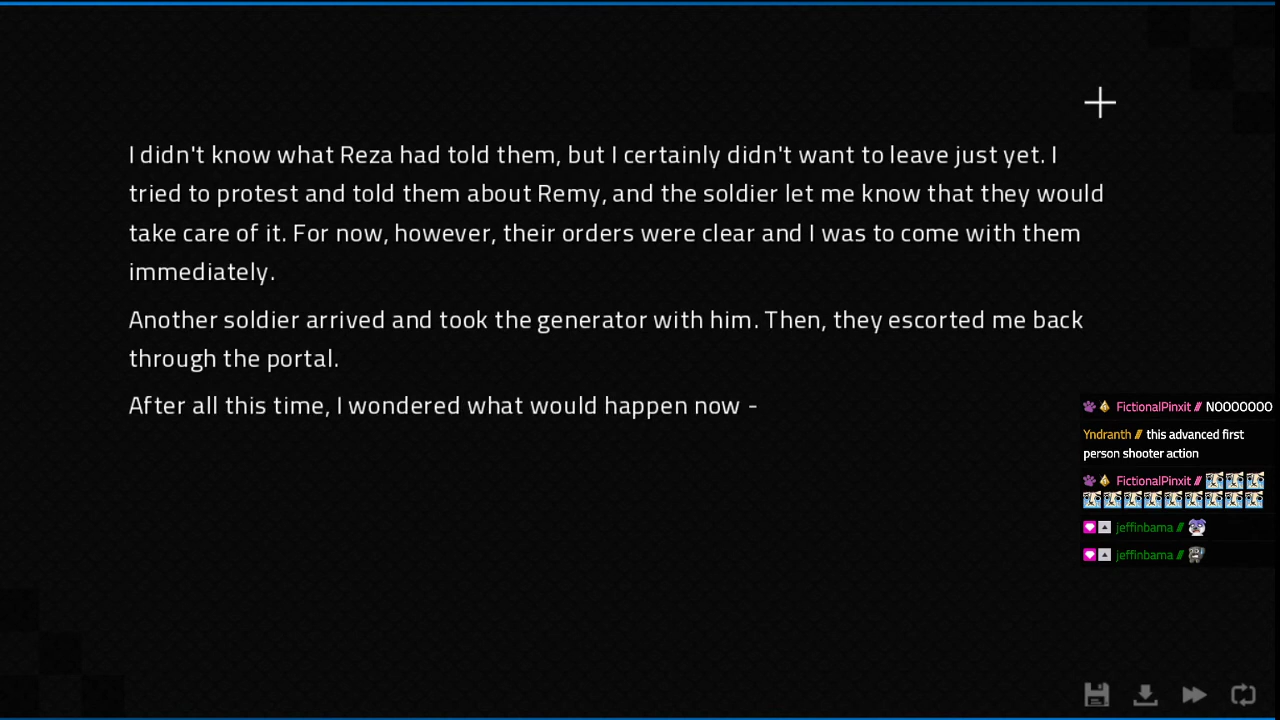 I didn't know what Reza had told them, but I certainly didn't want to leave just yet. I
tried to protest and told them about Remy, and the soldier let me know that they would
take care of it. For now, however, their orders were clear and I was to come with them
immediately.
Another soldier arrived and took the generator with him. Then, they escorted me back
through the portal.
After all this time, I wondered what would happen now -
FictionalPinxit // NOOOOOOO
Yndranth // this advanced first
person shooter action
FictionalPinxit //
jeffinbama //
jeffinbama //